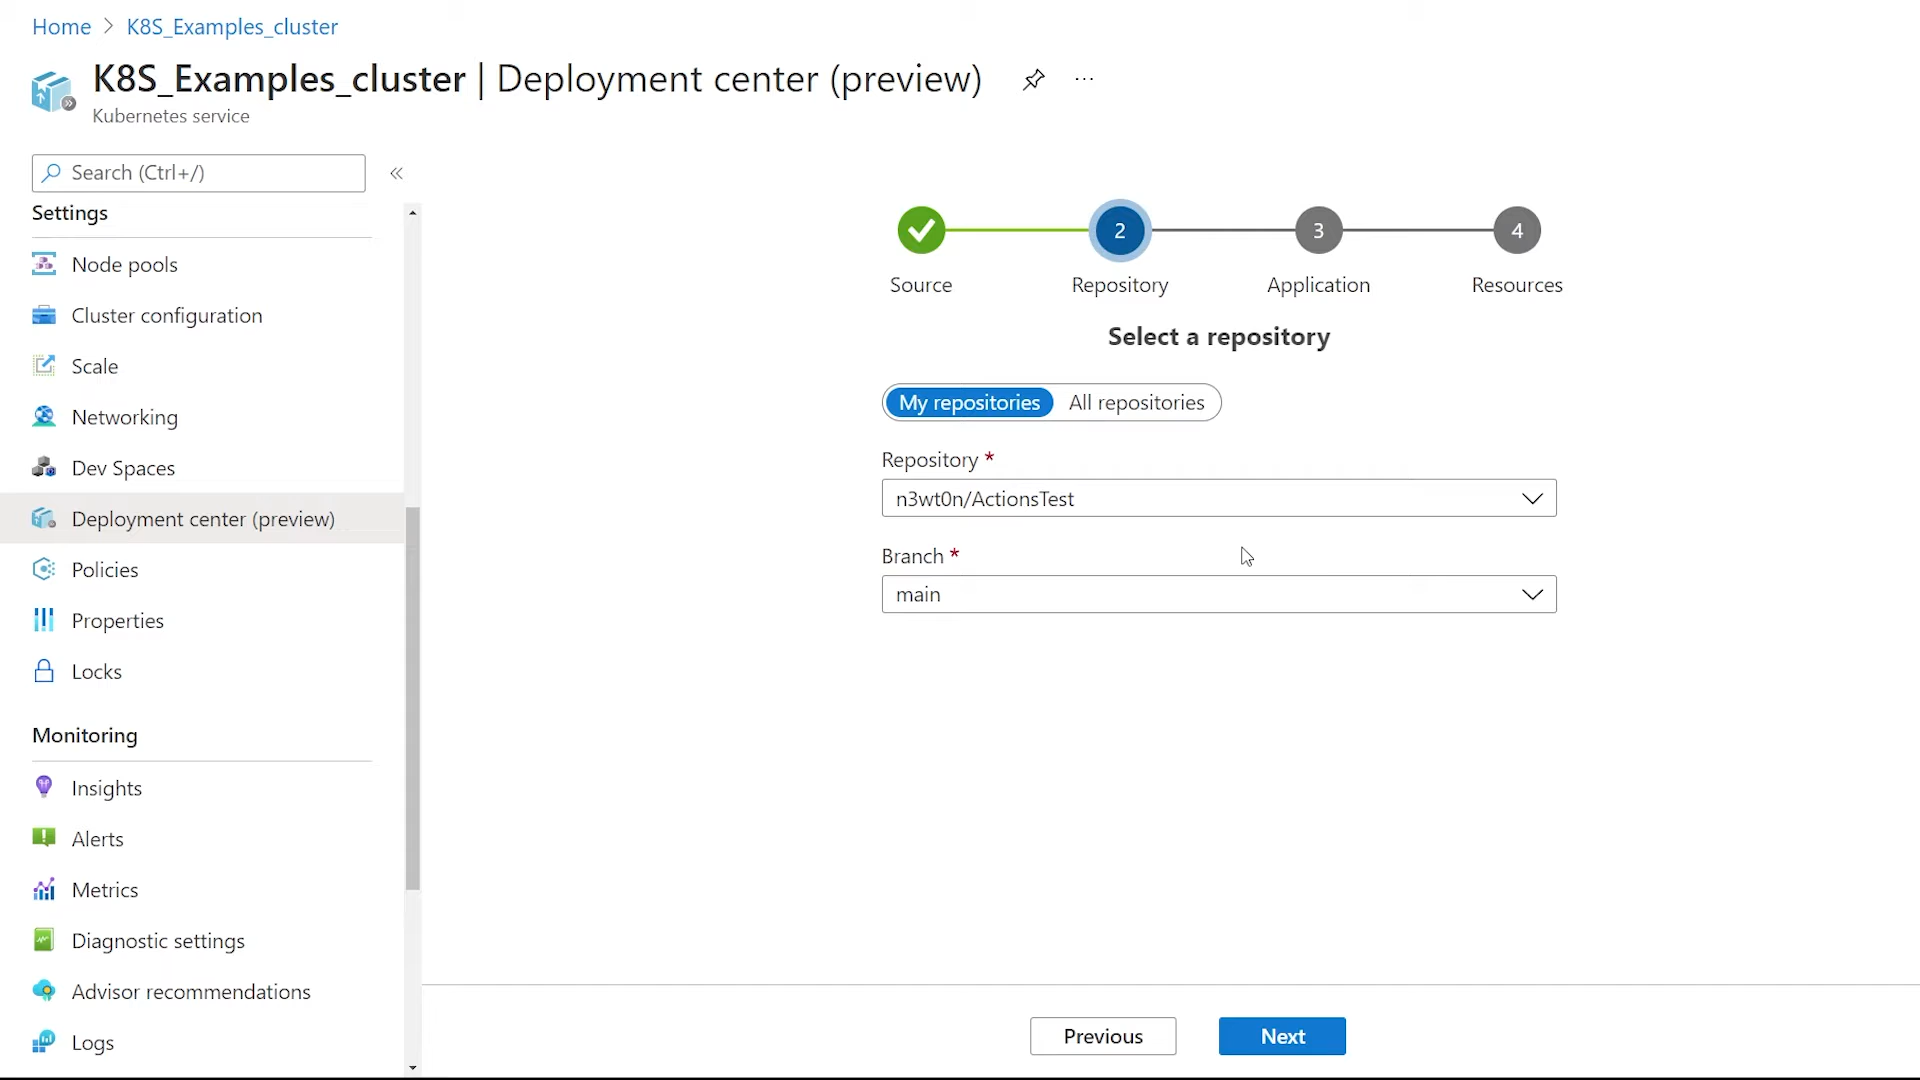 Home > K8S_Examples_cluster
K8S_Examples_cluster | Deployment center (preview) ...
Kubernetes service
Search (Ctrl+/)
«
Settings
Node pools
Cluster configuration
Scale
Networking
Dev Spaces
Deployment center (preview)
Policies
Properties
Locks
Monitoring
Insights
Alerts
Metrics
Diagnostic settings
Advisor recommendations
Logs
2
3
4
Source
Repository
Application
Resources
Select a repository
My repositories
All repositories
Repository *
n3wt0n/ActionsTest
Branch *
main
Previous
Next